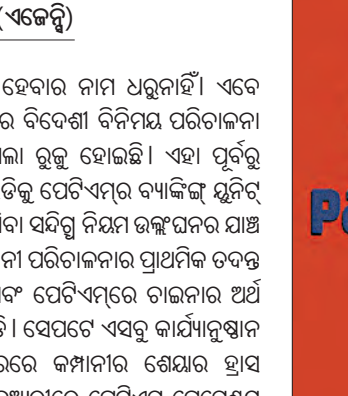 (ଏଜେନ୍ସି)
ହେବାର ନାମ ଧରୁନାହିଁ। ଏବେ
ର ବିଦେଶୀ ବିନିମୟ ପରିଚାଳନା
ଲା ରୁଜୁ ହୋଇଛି। ଏହା ପୂର୍ବରୁ
ଡିକୁ ପେଟିଏମ୍‌ର ବ୍ୟାଙ୍କିଙ୍ଗ୍ ୟୁନିଟ୍
ବା ସନ୍ଦିଗ୍ଧ ନିୟମ ଉଲ୍ଲଂଘନର ଯାଞ୍ଚ
ନୀ ପରିଚାଳନାର ପ୍ରାଥମିକ ତଦନ୍ତ
ବଂ ପେଟିଏମ୍‌ରେ ଚାଇନାର ଅର୍ଥ
ତି। ସେପଟେ ଏସବୁ କାର୍ଯ୍ୟାନୁଷ୍ଠାନ
ରରେ କମ୍ପାନୀର ଶେୟାର ହ୍ରାସ